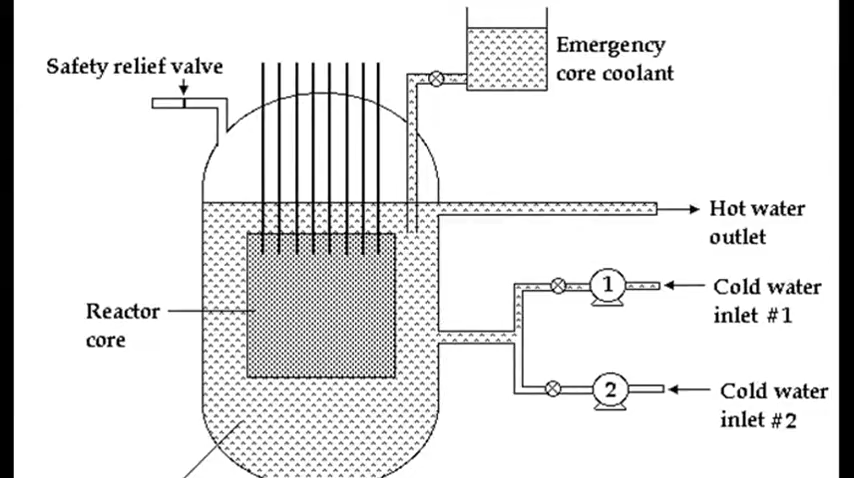 Safety relief valve
Emergency
core coolant
Hot water
outlet
1
Cold water
inlet #1
Reactor
core
2
Cold water
inlet #2